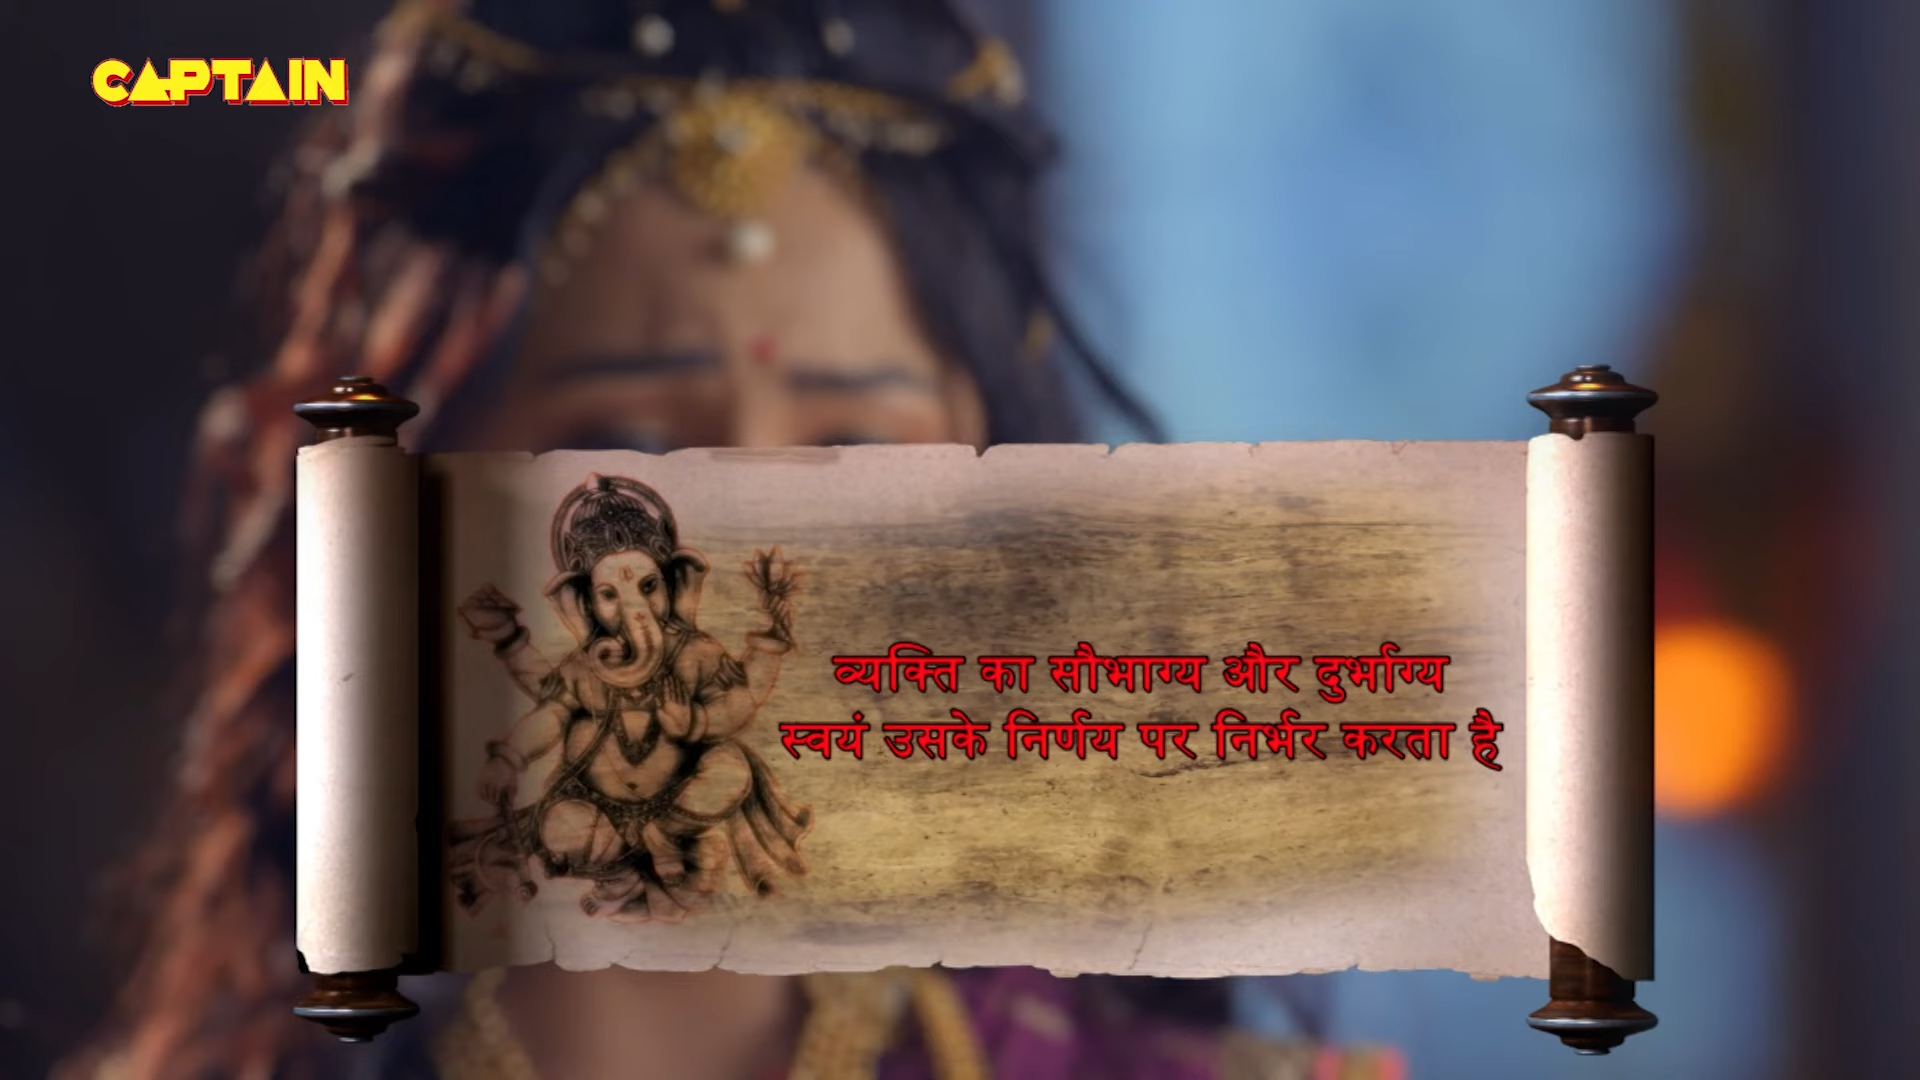 CAPTAIN
व्यक्ति का सौभाग्य और दुर्भाग्य
स्वयं उसके निर्णय पर निर्भर करता है